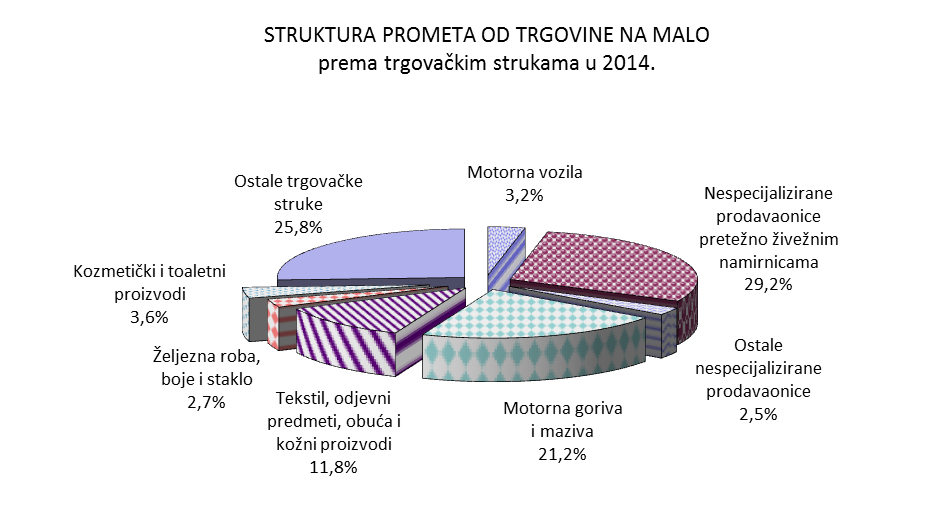 STRUKTURA PROMETA OD TRGOVINE NA MALO
prema trgovačkim strukama u 2014.
Motorna vozila
3,2%
Nespecijalizirane
prodavaonice
pretežno živežnim
namirnicama
29,2%
Ostale
nespecijalizirane
prodavaonice
2,5%
Motorna goriva
i maziva
21,2%
Tekstil, odjevni
predmeti, obuća i
kožni proizvodi
11,8%
Željezna roba,
boje i staklo
2,7%
Kozmetički i toaletni
proizvodi
3,6%
Ostale trgovačke
struke
25,8%